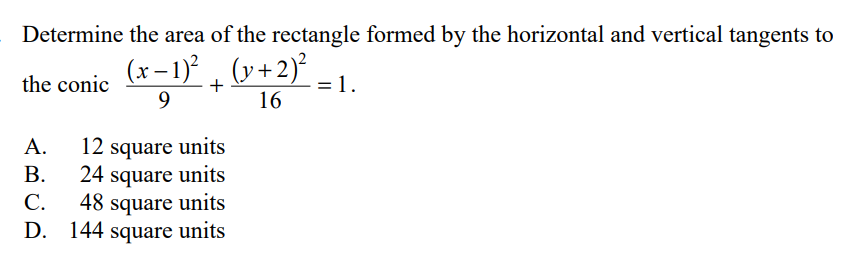 Determine the area of the rectangle formed by the horizontal and vertical tangents to
the conic (x – 1)²/9 + (y + 2)²/16 = 1.
A. 12 square units
B. 24 square units
C. 48 square units
D. 144 square units